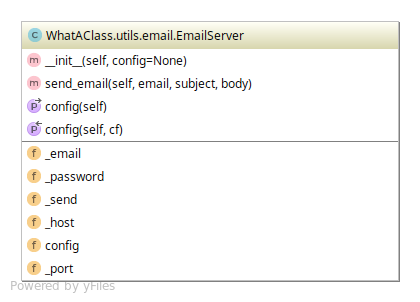 C WhatAClass.utils.email.EmailServer
m __init__(self, config=None)
m send_email(self, email, subject, body)
P config(self)
P config(self, cf)
f _email
f _password
f _send
f _host
f config
f _port
Powered by yFiles